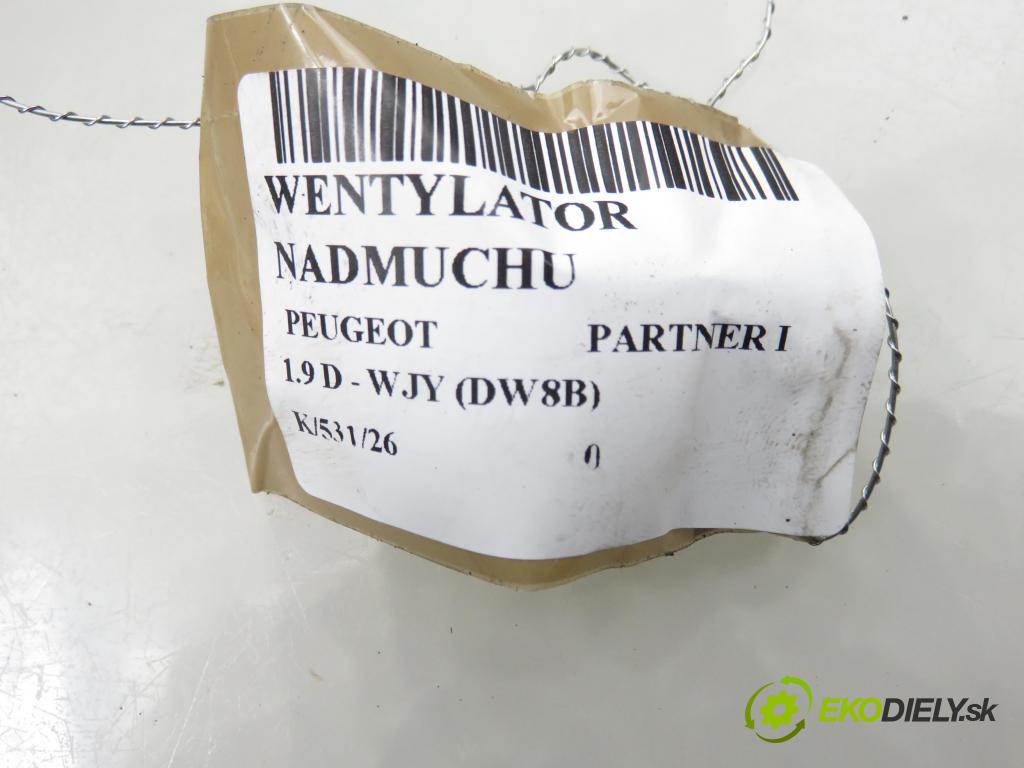 WENTYLATOR
NADMUCHU
PEUGEOT PARTNER I
1.9 D - WJY (DW8B)
K/531/26 0
EKODIELY.sk